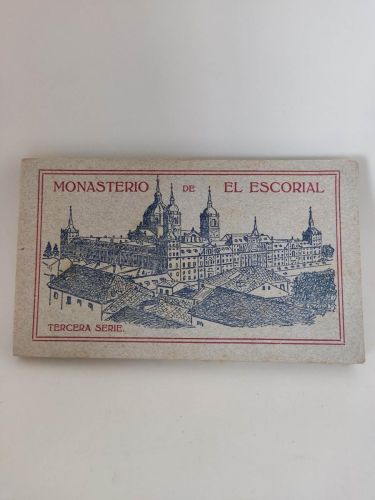 MONASTERIO DE EL ESCORIAL
TERCERA SERIE.